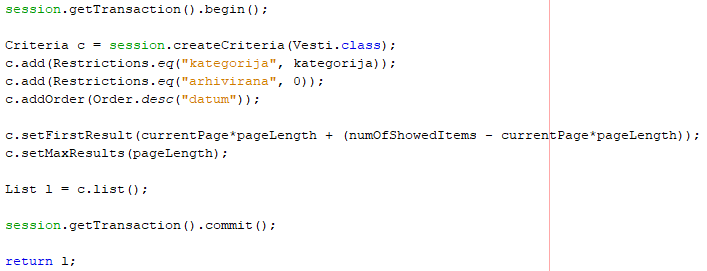 session.getTransaction().begin();
Criteria c = session.createCriteria(Vesti.class);
c.add(Restrictions.eq("kategorija", kategorija));
c.add(Restrictions.eq("arhivirana", 0));
c.addOrder(Order.desc("datum"));
c.setFirstResult(currentPage*pageLength + (numOfShowedItems - currentPage*pageLength));
c.setMaxResults(pageLength);
List l = c.list();
session.getTransaction().commit();
return l;